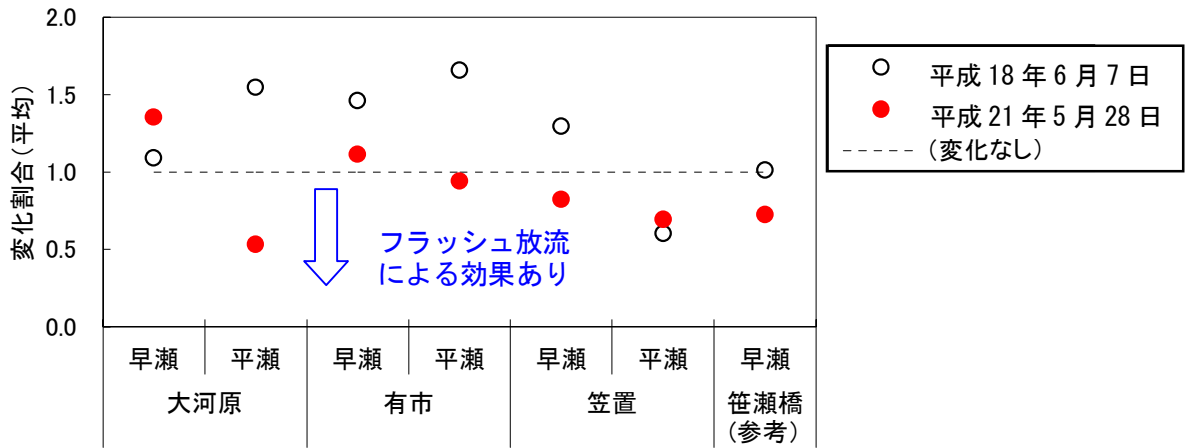 変化割合(平均)
2.0
1.5
1.0
0.5
0.0
フラッシュ放流
による効果あり
早瀬 平瀬 早瀬 平瀬 早瀬 平瀬 早瀬
大河原 有市 笠置 笹瀬橋
(参考)
平成 18 年 6 月 7 日
平成 21 年 5 月 28 日
(変化なし)